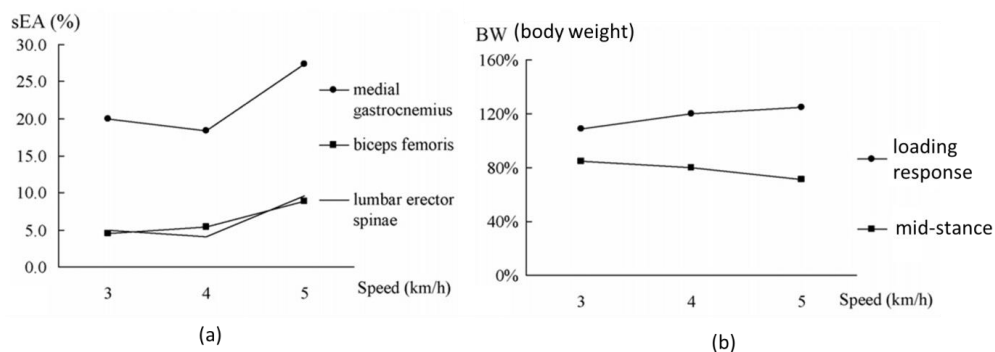 sEA (%)
30.0
25.0
20.0
15.0
10.0
5.0
0.0
3 4 5 Speed (km/h)
medial
gastrocnemius
biceps femoris
lumbar erector
spinae
(a)
BW (body weight)
160%
120%
80%
40%
0%
3 4 5 Speed (km/h)
loading
response
mid-stance
(b)